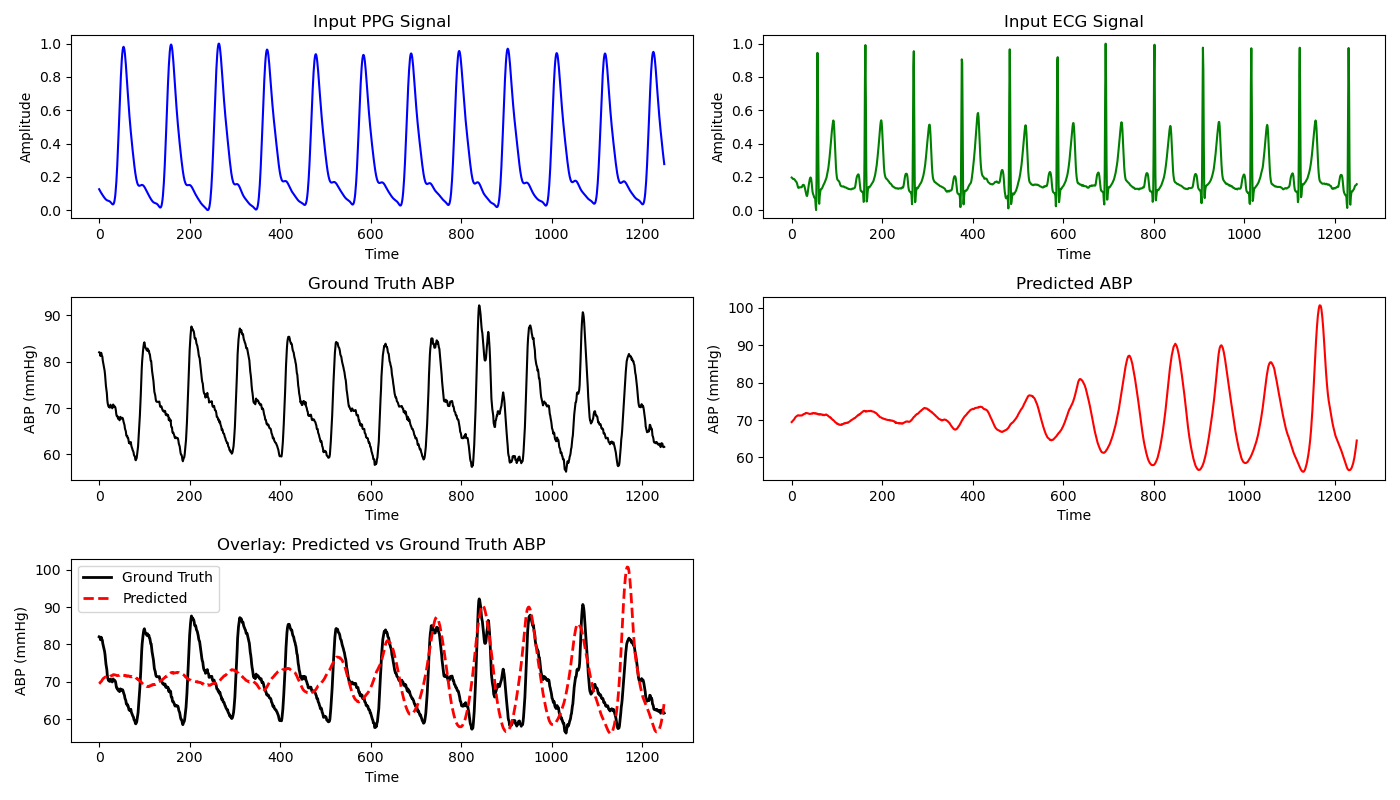 Input PPG Signal
Amplitude
1.0
0.8
0.6
0.4
0.2
0.0
0 200 400 600 800 1000 1200
Time
Input ECG Signal
Amplitude
1.0
0.8
0.6
0.4
0.2
0.0
0 200 400 600 800 1000 1200
Time
Ground Truth ABP
ABP (mmHg)
90
80
70
60
0 200 400 600 800 1000 1200
Time
Predicted ABP
ABP (mmHg)
100
90
80
70
60
0 200 400 600 800 1000 1200
Time
Overlay: Predicted vs Ground Truth ABP
ABP (mmHg)
100
90
80
70
60
Ground Truth
Predicted
0 200 400 600 800 1000 1200
Time